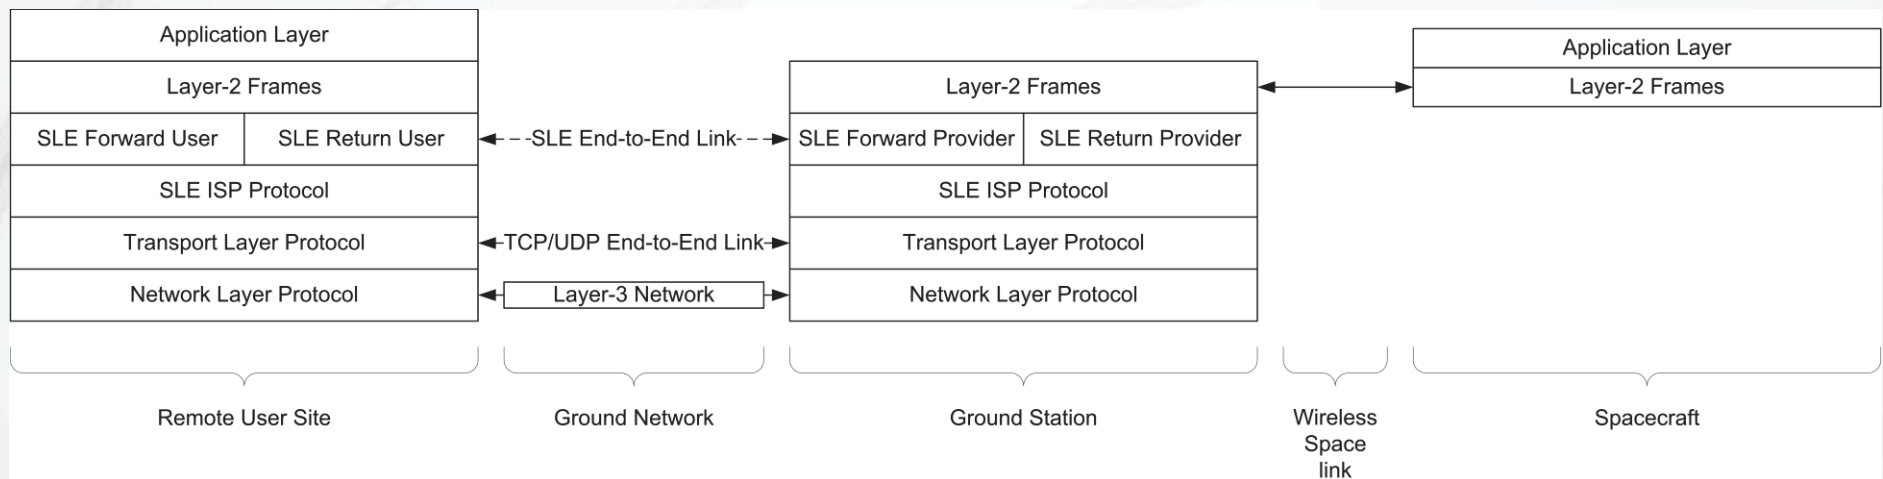 Application Layer
Layer-2 Frames
SLE Forward User
SLE Return User
SLE ISP Protocol
Transport Layer Protocol
Network Layer Protocol
SLE End-to-End Link
TCP/UDP End-to-End Link
Layer-3 Network
Layer-2 Frames
SLE Forward Provider
SLE Return Provider
SLE ISP Protocol
Transport Layer Protocol
Network Layer Protocol
Application Layer
Layer-2 Frames
Remote User Site
Ground Network
Ground Station
Wireless
Space
link
Spacecraft